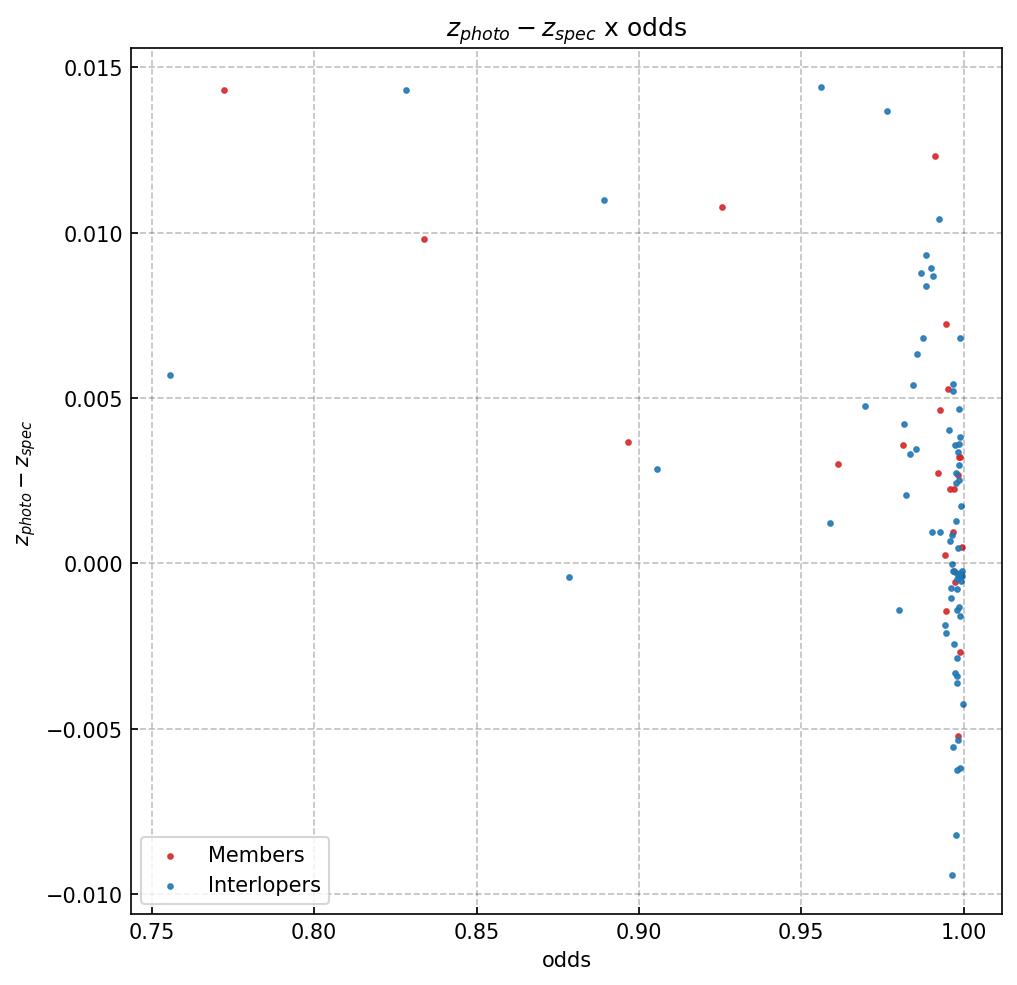 z_photo − z_spec x odds
0.015
0.010
0.005
0.000
−0.005
−0.010
z_photo − z_spec
Members
Interlopers
0.75 0.80 0.85 0.90 0.95 1.00
odds